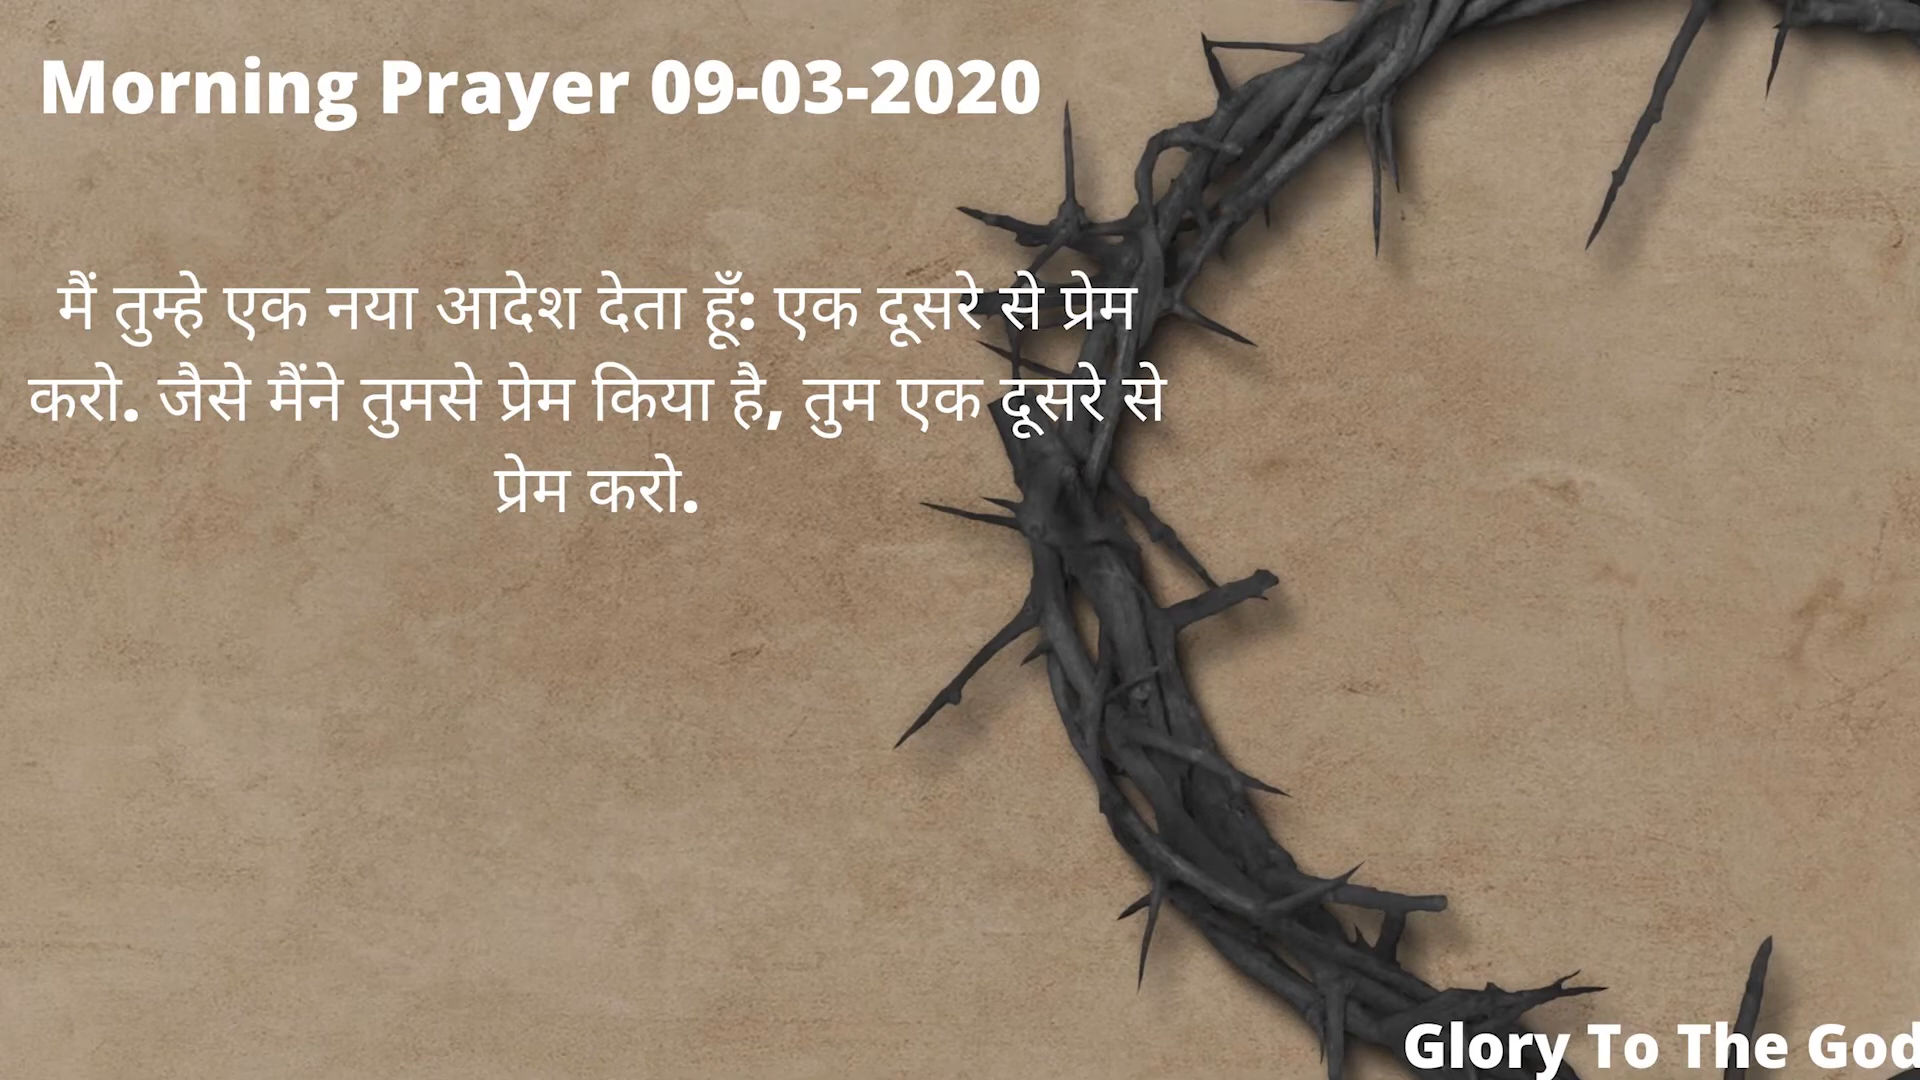 Morning Prayer 09-03-2020
मैं तुम्हे एक नया आदेश देता हूँ: एक दूसरे से प्रेम
करो. जैसे मैंने तुमसे प्रेम किया है, तुम एक दूसरे से
प्रेम करो.
Glory To The God